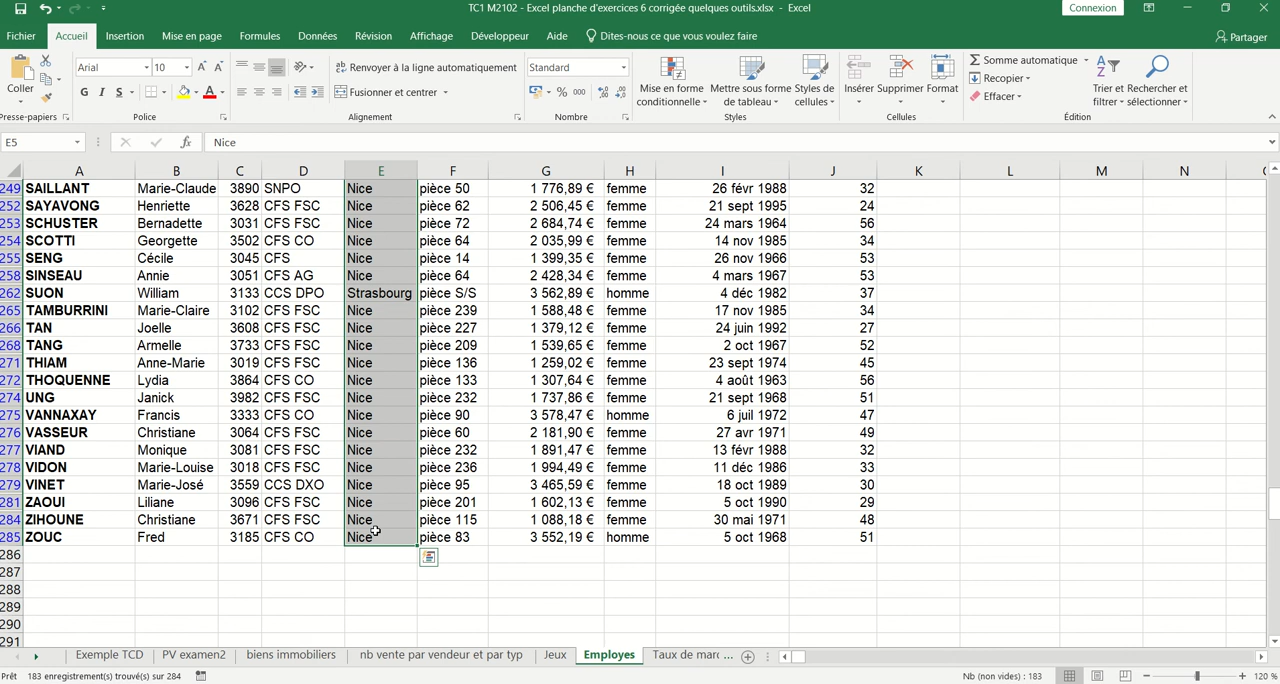 TC1 M2102 - Excel planche d'exercices 6 corrigée quelques outils.xlsx - Excel
Connexion
Fichier Accueil Insertion Mise en page Formules Données Révision Affichage Développeur Aide Dites-nous ce que vous voulez faire Partager
Coller
Presse-papiers
Arial 10
G I S
Police
Renvoyer à la ligne automatiquement
Fusionner et centrer
Alignement
Standard
% 000
Nombre
Mise en forme conditionnelle
Mettre sous forme de tableau
Styles de cellules
Styles
Insérer Supprimer Format
Cellules
Somme automatique
Recopier
Effacer
Trier et filtrer
Rechercher et sélectionner
Édition
E5 fx Nice
A B C D E F G H I J K L M N
249 SAILLANT Marie-Claude 3890 SNPO Nice pièce 50 1 776,89 € femme 26 févr 1988 32
252 SAYAVONG Henriette 3628 CFS FSC Nice pièce 62 2 506,45 € femme 21 sept 1995 24
253 SCHUSTER Bernadette 3031 CFS FSC Nice pièce 72 2 684,74 € femme 24 mars 1964 56
254 SCOTTI Georgette 3502 CFS CO Nice pièce 64 2 035,99 € femme 14 nov 1985 34
255 SENG Cécile 3045 CFS Nice pièce 14 1 399,35 € femme 26 nov 1966 53
258 SINSEAU Annie 3051 CFS AG Nice pièce 64 2 428,34 € femme 4 mars 1967 53
262 SUON William 3133 CCS DPO Strasbourg pièce S/S 3 562,89 € homme 4 déc 1982 37
265 TAMBURRINI Marie-Claire 3102 CFS FSC Nice pièce 239 1 588,48 € femme 17 nov 1985 34
266 TAN Joelle 3608 CFS FSC Nice pièce 227 1 379,12 € femme 24 juin 1992 27
268 TANG Armelle 3733 CFS FSC Nice pièce 209 1 539,65 € femme 2 oct 1967 52
271 THIAM Anne-Marie 3019 CFS FSC Nice pièce 136 1 259,02 € femme 23 sept 1974 45
272 THOQUENNE Lydia 3864 CFS CO Nice pièce 133 1 307,64 € femme 4 août 1963 56
274 UNG Janick 3982 CFS FSC Nice pièce 232 1 737,86 € femme 21 sept 1968 51
275 VANNAXAY Francis 3333 CFS CO Nice pièce 90 3 578,47 € homme 6 juil 1972 47
276 VASSEUR Christiane 3064 CFS FSC Nice pièce 60 2 181,90 € femme 27 avr 1971 49
277 VIAND Monique 3081 CFS FSC Nice pièce 232 1 891,47 € femme 13 févr 1988 32
278 VIDON Marie-Louise 3018 CFS FSC Nice pièce 236 1 994,49 € femme 11 déc 1986 33
279 VINET Marie-José 3559 CCS DXO Nice pièce 95 3 465,59 € femme 18 oct 1989 30
281 ZAOUI Liliane 3096 CFS FSC Nice pièce 201 1 602,13 € femme 5 oct 1990 29
284 ZIHOUNE Christiane 3671 CFS FSC Nice pièce 115 1 088,18 € femme 30 mai 1971 48
285 ZOUC Fred 3185 CFS CO Nice pièce 83 3 552,19 € homme 5 oct 1968 51
286
287
288
289
290
291
Exemple TCD PV examen2 biens immobiliers nb vente par vendeur et par typ Jeux Employes Taux de marc ...
Prêt 183 enregistrement(s) trouvé(s) sur 284 Nb (non vides) : 183 120 %